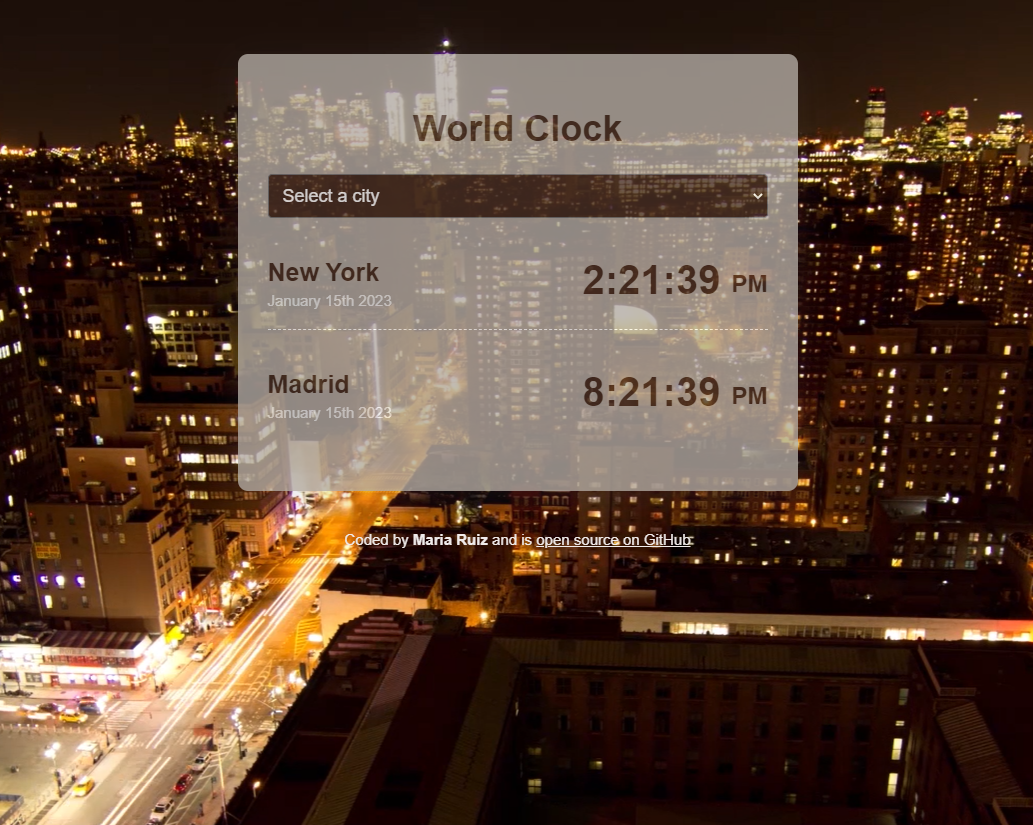 World Clock
Select a city
New York
2:21:39 PM
January 15th 2023
Madrid
8:21:39 PM
January 15th 2023
Coded by Maria Ruiz and is open source on GitHub